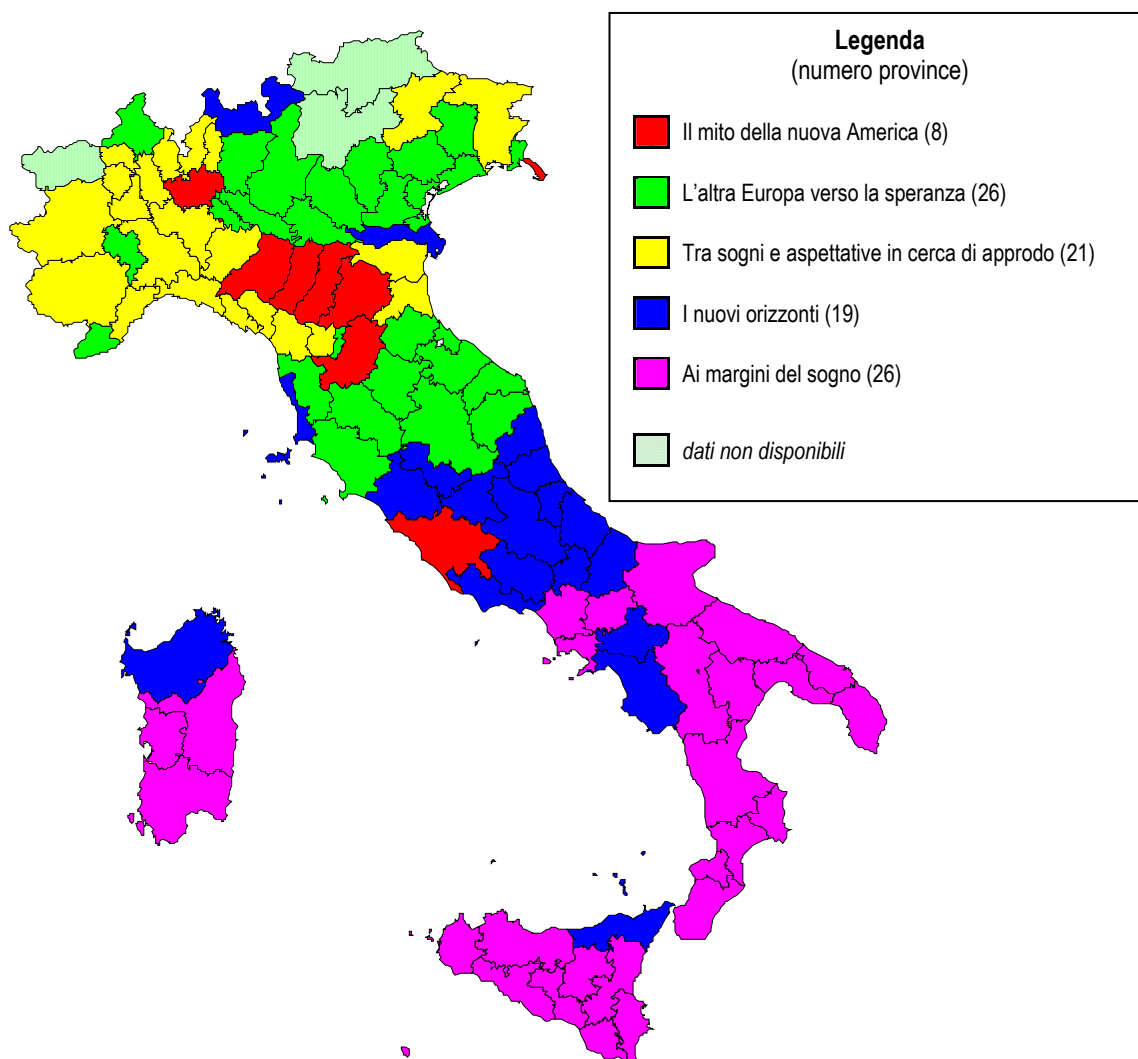 Legenda
(numero province)
Il mito della nuova America (8)
L'altra Europa verso la speranza (26)
Tra sogni e aspettative in cerca di approdo (21)
I nuovi orizzonti (19)
Ai margini del sogno (26)
dati non disponibili